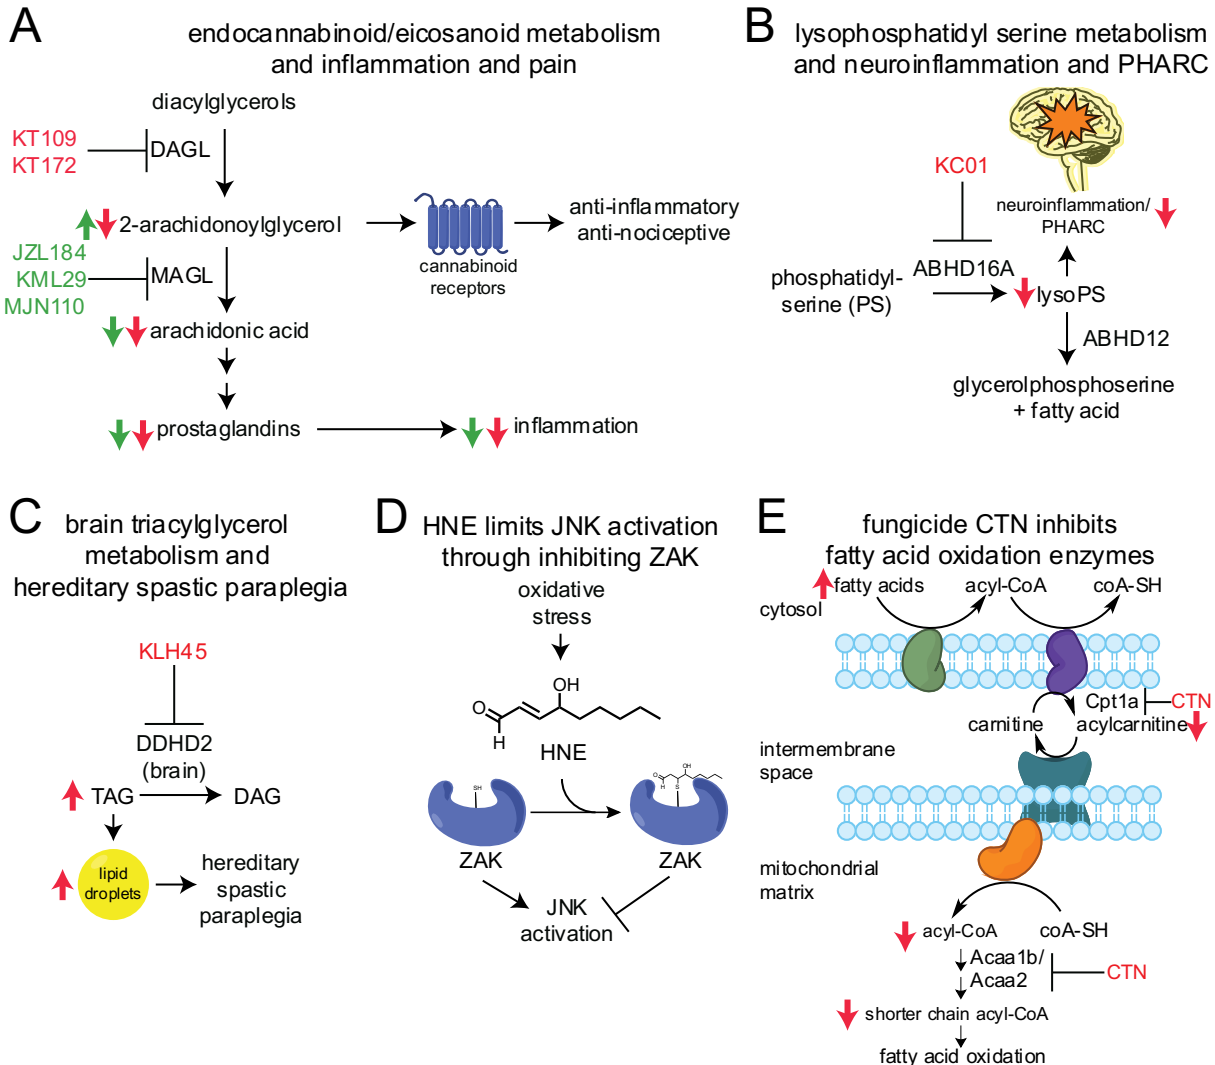 A
endocannabinoid/eicosanoid metabolism
and inflammation and pain
diacylglycerols
KT109
KT172
DAGL
2-arachidonoylglycerol
cannabinoid
receptors
anti-inflammatory
anti-nociceptive
JZL184
KML29
MJN110
MAGL
arachidonic acid
prostaglandins
inflammation
B
lysophosphatidyl serine metabolism
and neuroinflammation and PHARC
KC01
neuroinflammation/
PHARC
phosphatidyl-
serine (PS)
ABHD16A
lysoPS
ABHD12
glycerolphosphoserine
+ fatty acid
C
brain triacylglycerol
metabolism and
hereditary spastic paraplegia
KLH45
DDHD2
(brain)
TAG
DAG
lipid
droplets
hereditary
spastic
paraplegia
D
HNE limits JNK activation
through inhibiting ZAK
oxidative
stress
OH
O
H
HNE
SH
ZAK
O
OH
H
S
ZAK
JNK
activation
E
fungicide CTN inhibits
fatty acid oxidation enzymes
fatty acids
acyl-CoA
coA-SH
cytosol
Cpt1a
CTN
carnitine
acylcarnitine
intermembrane
space
mitochondrial
matrix
acyl-CoA
coA-SH
Acaa1b/
Acaa2
CTN
shorter chain acyl-CoA
fatty acid oxidation